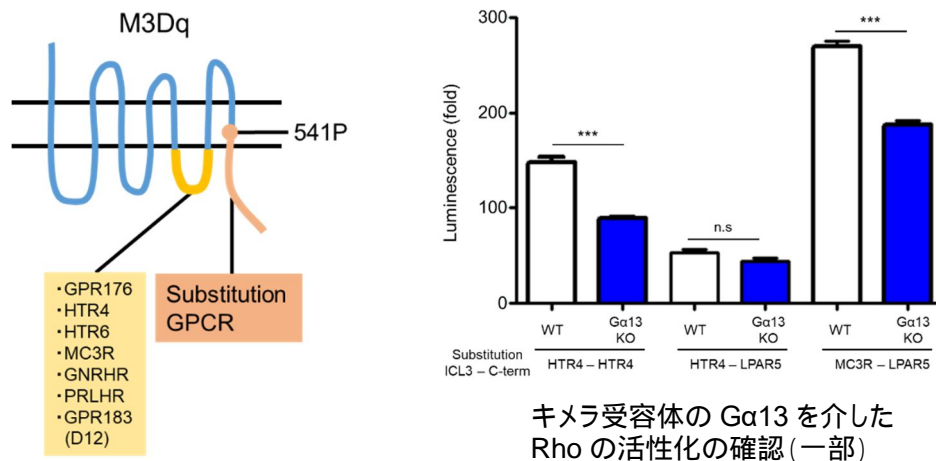 M3Dq
541P
・GPR176
・HTR4
・HTR6
・MC3R
・GNRHR
・PRLHR
・GPR183
(D12)
Substitution
GPCR
Luminescence (fold)
300
200
100
0
***
n.s
***
WT
Gα13
KO
WT
Gα13
KO
WT
Gα13
KO
Substitution
ICL3 – C-term
HTR4 – HTR4
HTR4 – LPAR5
MC3R – LPAR5
キメラ受容体の Gα13 を介した
Rho の活性化の確認(一部)